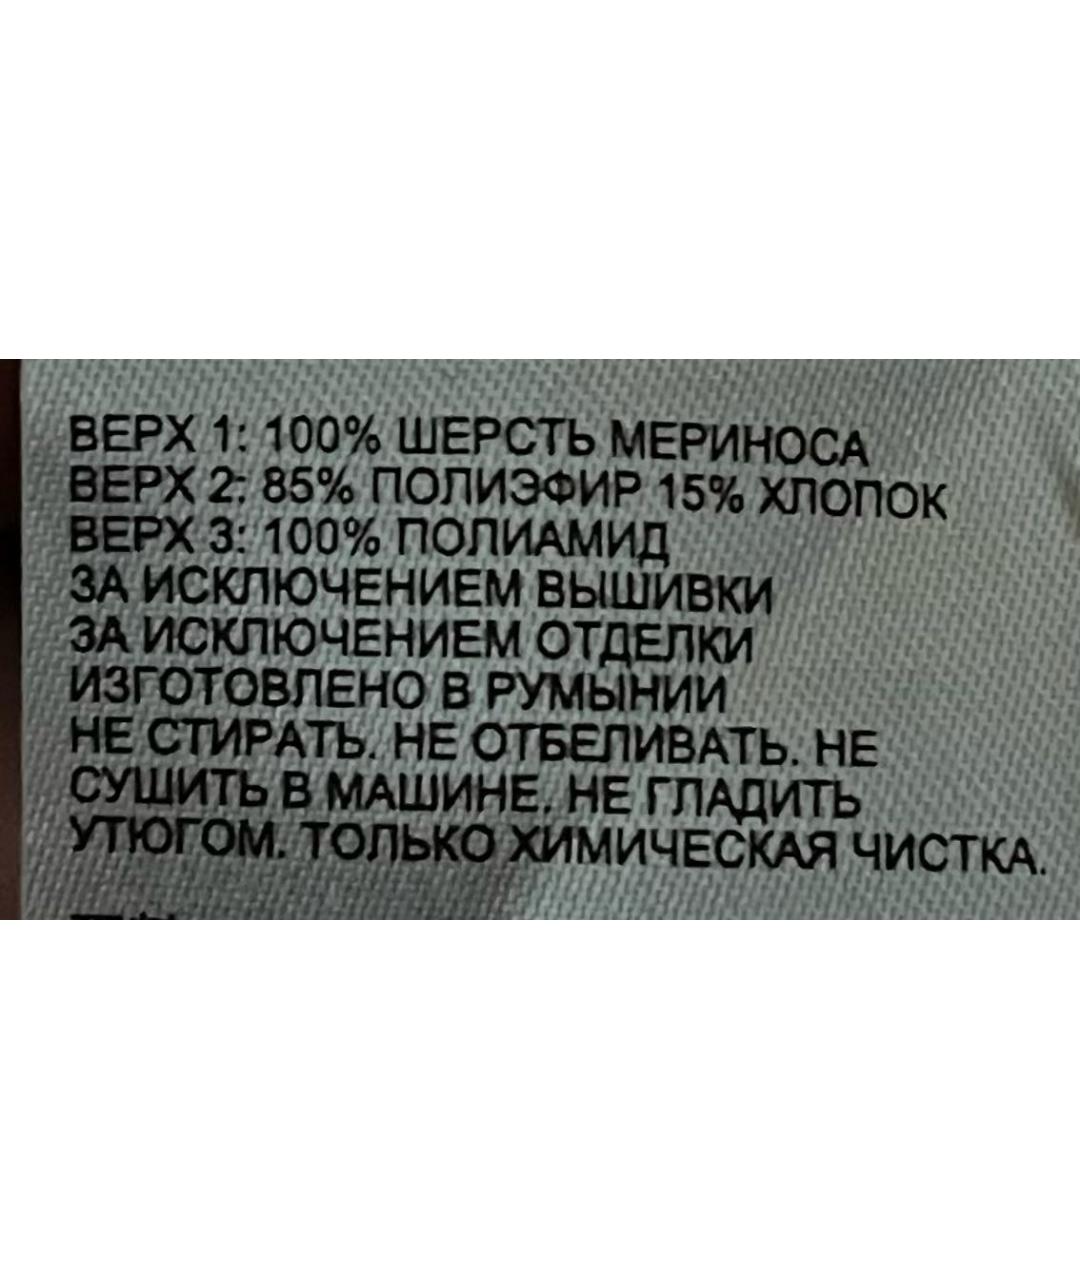 ВЕРХ 1: 100% ШЕРСТЬ МЕРИНОСА
ВЕРХ 2: 85% ПОЛИЭФИР 15% ХЛОПОК
ВЕРХ 3: 100% ПОЛИАМИД
ЗА ИСКЛЮЧЕНИЕМ ВЫШИВКИ
ЗА ИСКЛЮЧЕНИЕМ ОТДЕЛКИ
ИЗГОТОВЛЕНО В РУМЫНИИ
НЕ СТИРАТЬ. НЕ ОТБЕЛИВАТЬ. НЕ
СУШИТЬ В МАШИНЕ. НЕ ГЛАДИТЬ
УТЮГОМ. ТОЛЬКО ХИМИЧЕСКАЯ ЧИСТКА.